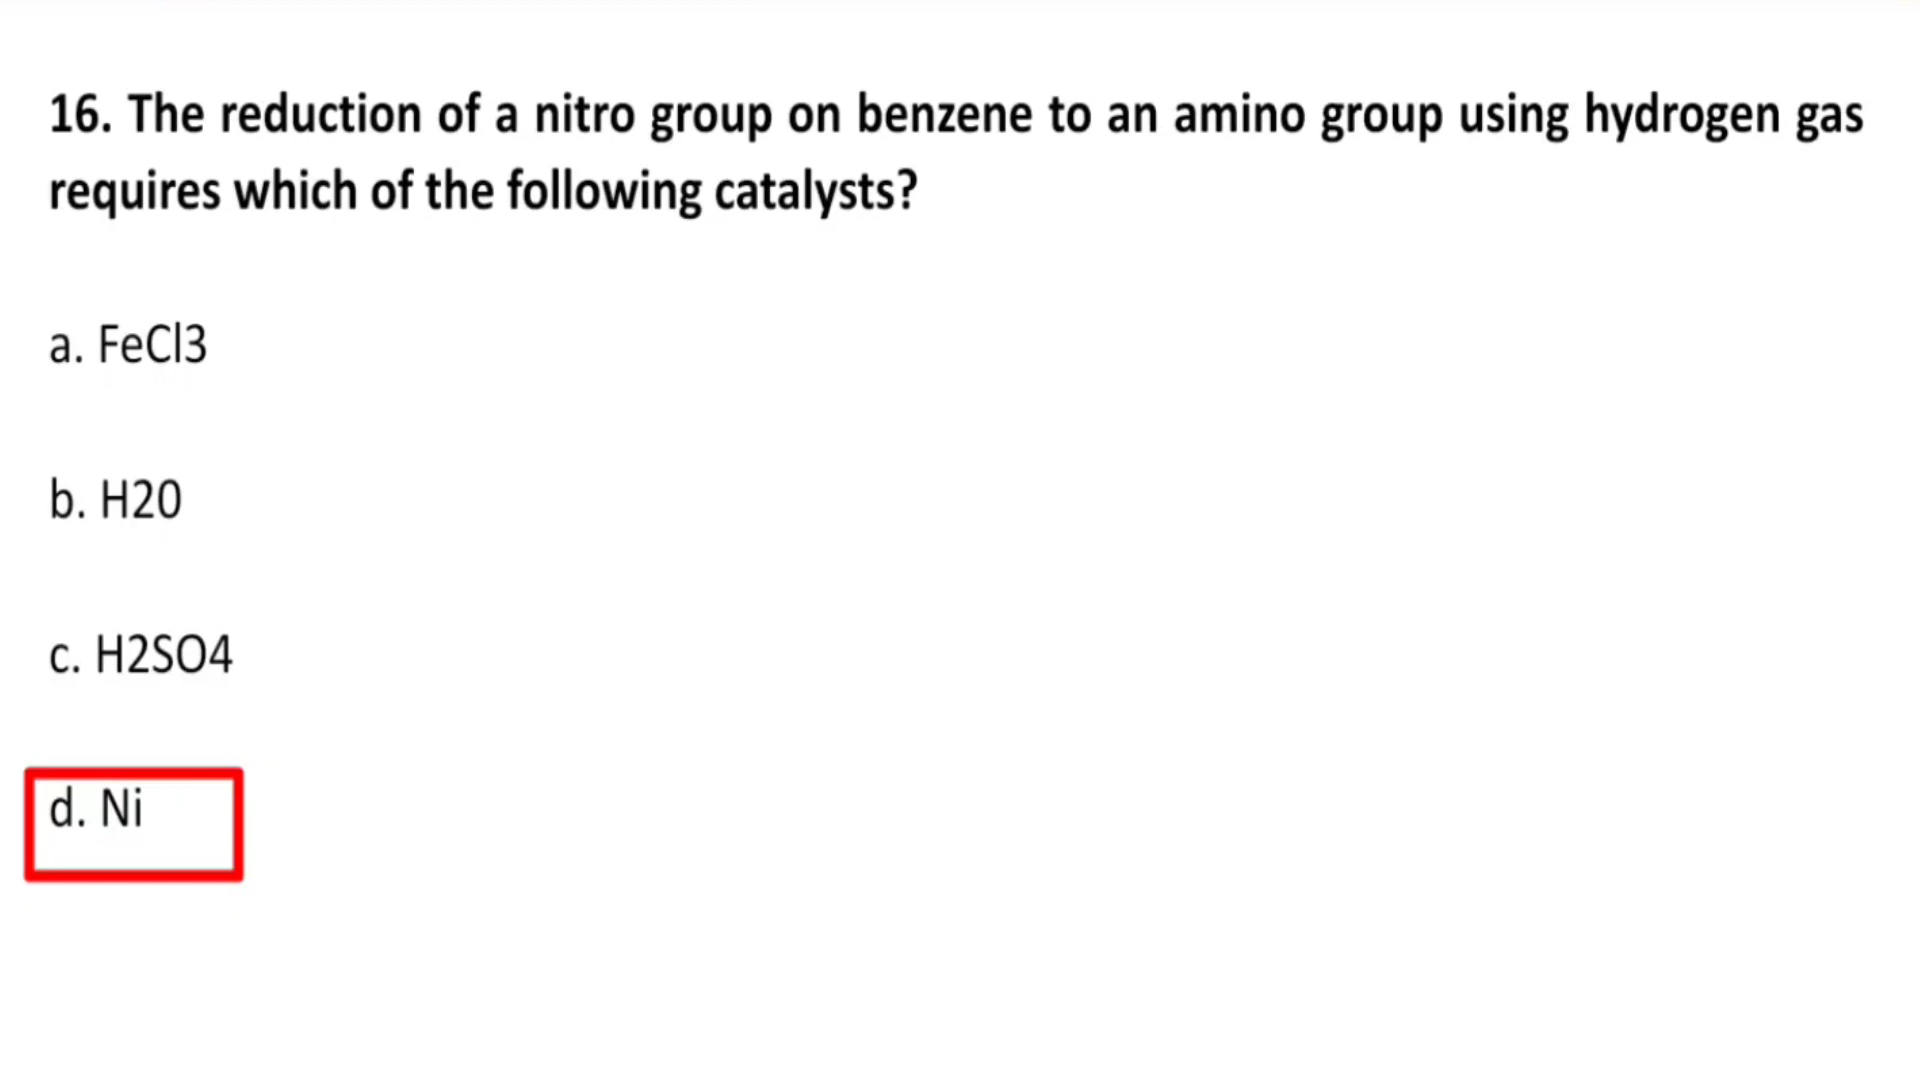 16. The reduction of a nitro group on benzene to an amino group using hydrogen gas
requires which of the following catalysts?
a. FeCl3
b. H20
c. H2SO4
d. Ni